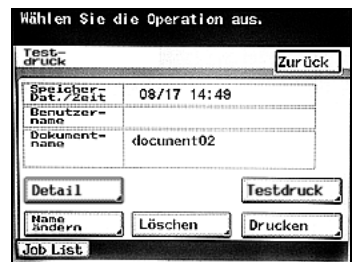 Wählen Sie die Operation aus.
Test-
druck
Zurück
Speicher-
Dat./Zeit
08/17 14:49
Benutzer-
name
Dokument-
name
document02
Detail
Testdruck
Name
ändern
Löschen
Drucken
Job List